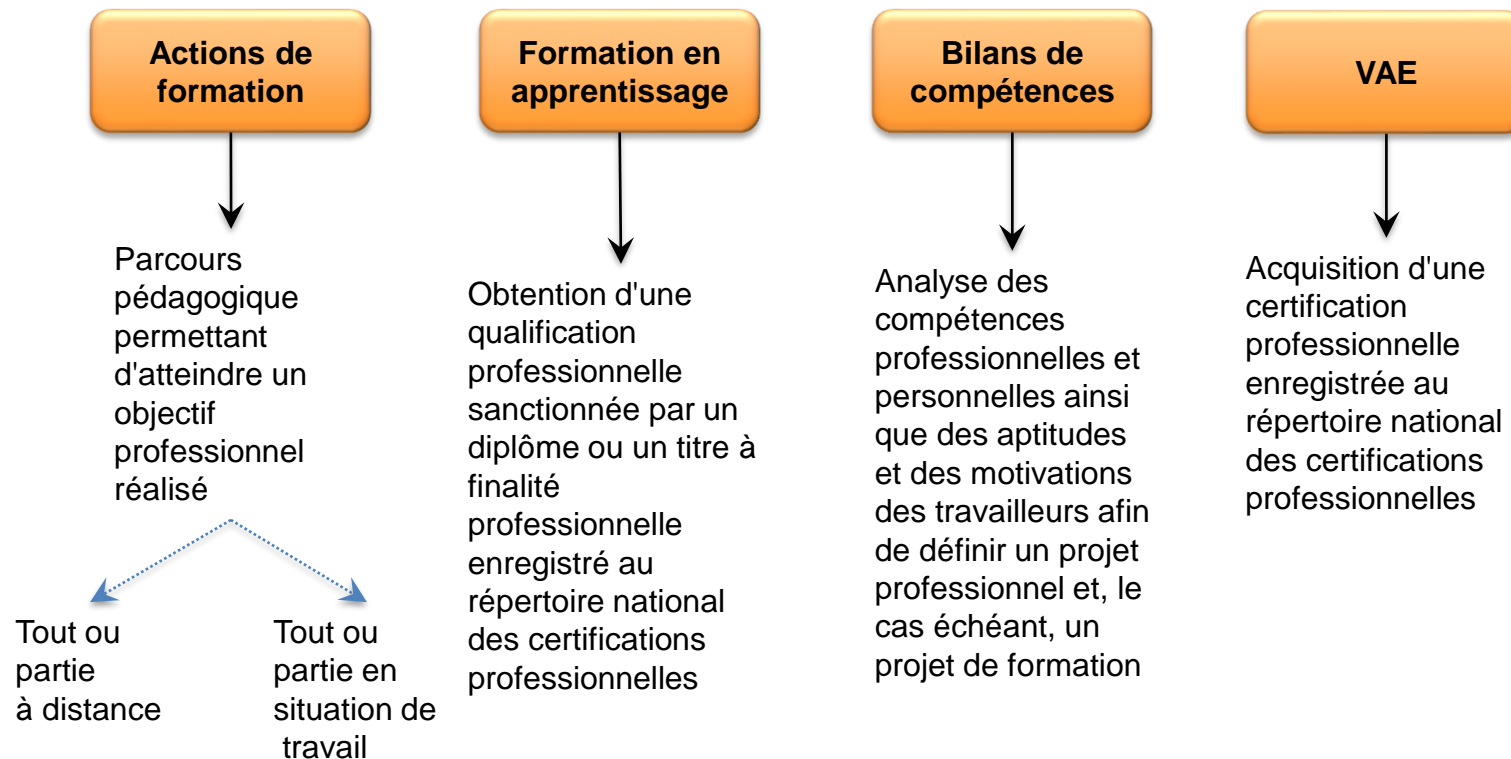 Actions de
formation
Parcours
pédagogique
permettant
d'atteindre un
objectif
professionnel
réalisé
Tout ou
partie
à distance
Tout ou
partie en
situation de
travail
Formation en
apprentissage
Obtention d'une
qualification
professionnelle
sanctionnée par un
diplôme ou un titre à
finalité
professionnelle
enregistré au
répertoire national
des certifications
professionnelles
Bilans de
compétences
Analyse des
compétences
professionnelles et
personnelles ainsi
que des aptitudes
et des motivations
des travailleurs afin
de définir un projet
professionnel et, le
cas échéant, un
projet de formation
VAE
Acquisition d'une
certification
professionnelle
enregistrée au
répertoire national
des certifications
professionnelles